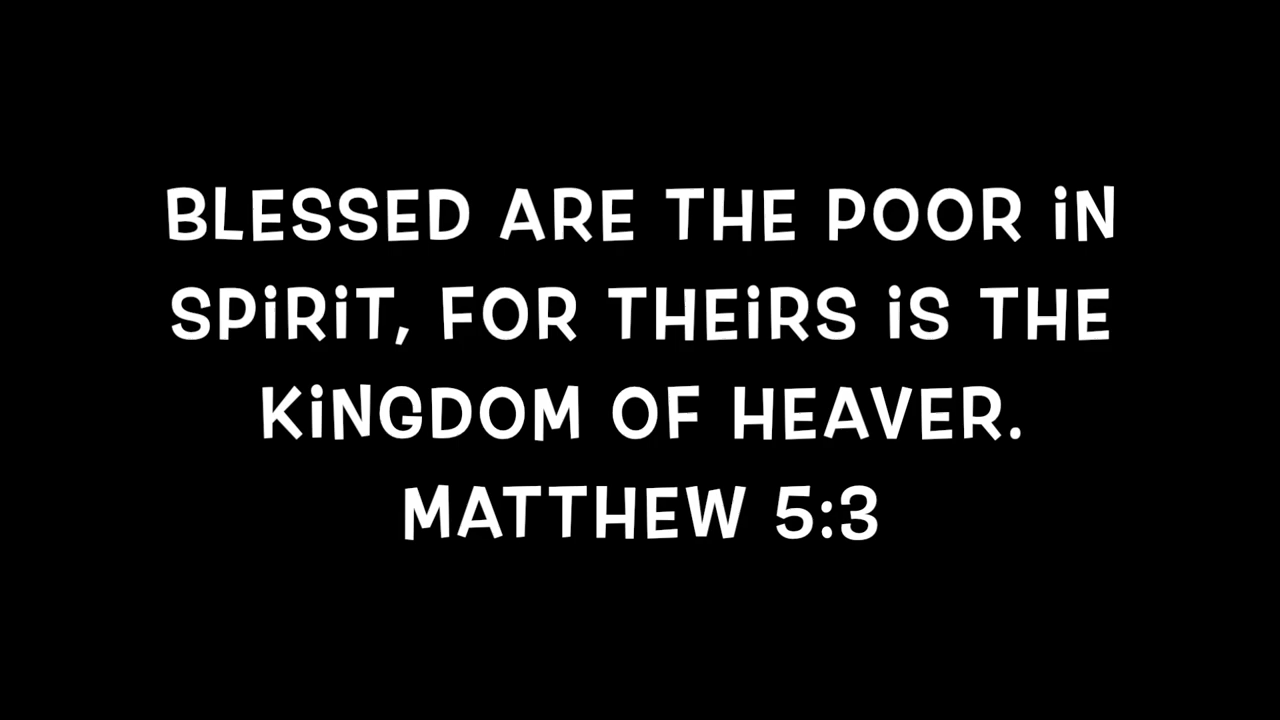 BLESSED ARE THE POOR iN
SPiRiT, FOR THEiRS iS THE
KiNGDOM OF HEAVER.
MATTHEW 5:3